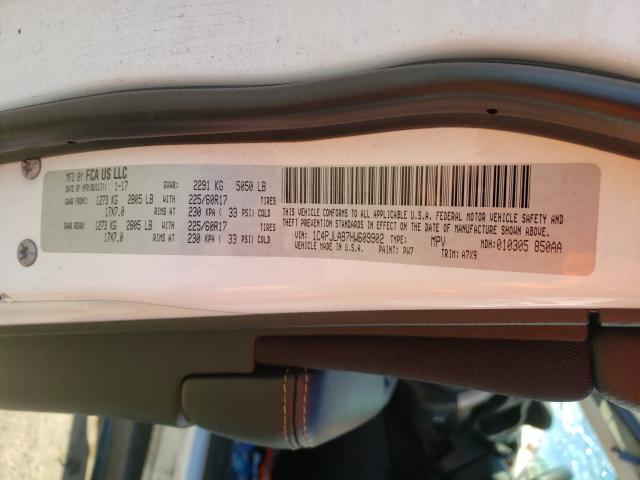 MFD BY FCA US LLC
DATE OF MFR(BUILT): 1-17 GVWR: 2291 KG 5050 LB
GAWR FRONT: 1273 KG 2805 LB WITH 225/60R17 TIRES
17X7.0 RIMS AT 230 KPA ( 33 PSI) COLD
GAWR REAR: 1273 KG 2805 LB WITH 225/60R17 TIRES
17X7.0 RIMS AT 230 KPA ( 33 PSI) COLD
THIS VEHICLE CONFORMS TO ALL APPLICABLE U.S.A. FEDERAL MOTOR VEHICLE SAFETY AND
THEFT PREVENTION STANDARDS IN EFFECT ON THE DATE OF MANUFACTURE SHOWN ABOVE.
VIN: 1C4PJLAB7HW609902 TYPE: MPV MDH: 010305 850AA
VEHICLE MADE IN U.S.A. PAINT: PW7 TRIM: A7X9